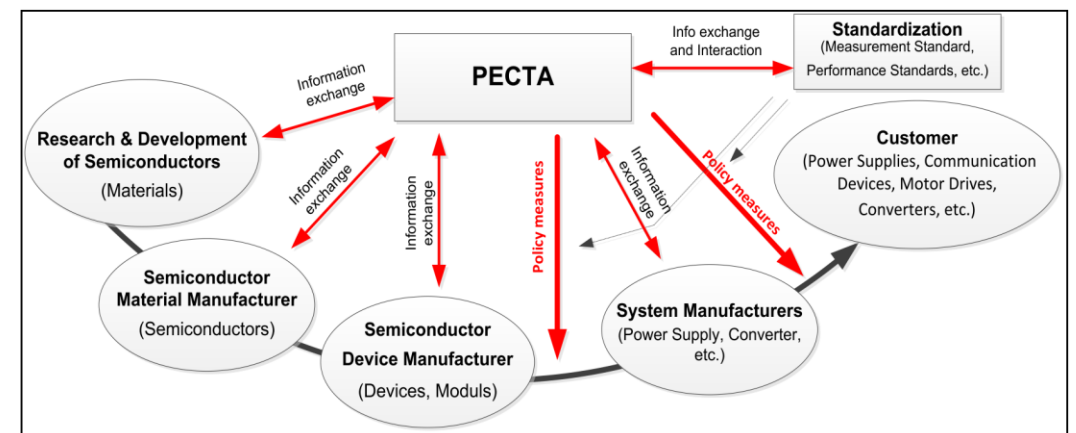 Info exchange
and Interaction
Standardization
(Measurement Standard,
Performance Standards, etc.)
PECTA
Information
exchange
Research & Development
of Semiconductors
(Materials)
Information
exchange
Information
exchange
Policy measures
Information
exchange
Policy measures
Customer
(Power Supplies, Communication
Devices, Motor Drives,
Converters, etc.)
Semiconductor
Material Manufacturer
(Semiconductors)
Semiconductor
Device Manufacturer
(Devices, Moduls)
System Manufacturers
(Power Supply, Converter,
etc.)